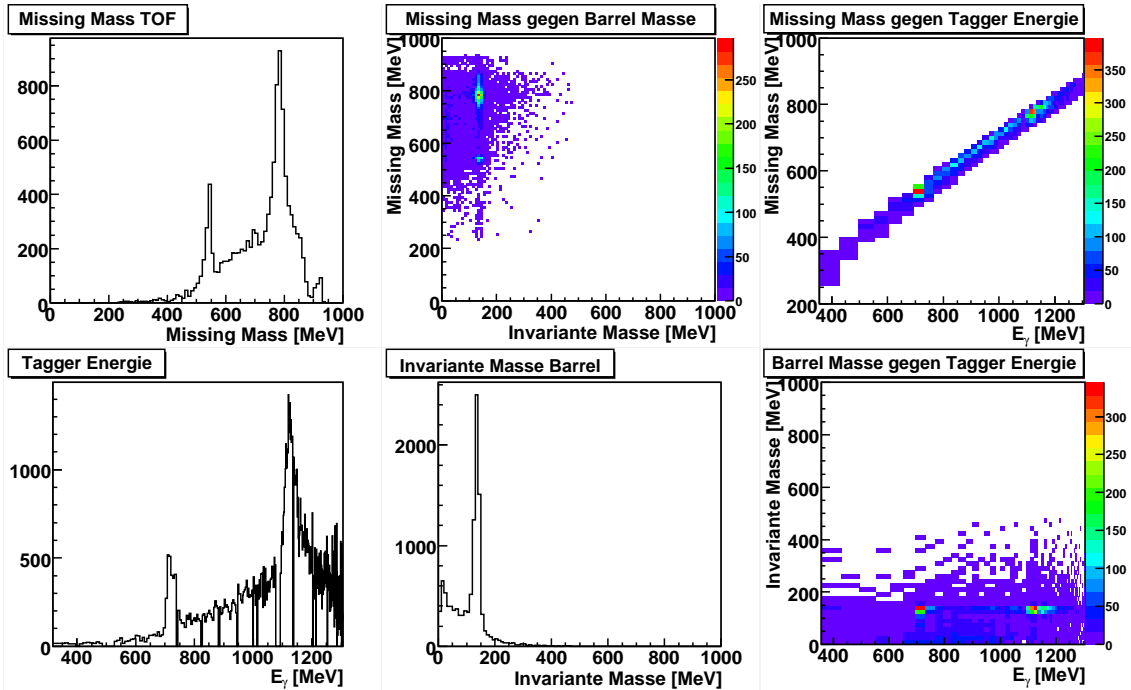 Missing Mass TOF
800
600
400
200
0
0 200 400 600 800 1000
Missing Mass [MeV]
Missing Mass gegen Barrel Masse
Missing Mass [MeV]
1000
800
600
400
200
0
0 200 400 600 800 1000
Invariante Masse [MeV]
250
200
150
100
50
0
Missing Mass gegen Tagger Energie
Missing Mass [MeV]
1000
900
800
700
600
500
400
300
200
400 600 800 1000 1200
Eγ [MeV]
350
300
250
200
150
100
50
0
Tagger Energie
1000
500
0
400 600 800 1000 1200
Eγ [MeV]
Invariante Masse Barrel
2000
1000
0
0 200 400 600 800 1000
Invariante Masse [MeV]
Barrel Masse gegen Tagger Energie
Invariante Masse [MeV]
1000
800
600
400
200
0
400 600 800 1000 1200
Eγ [MeV]
300
250
200
150
100
50
0